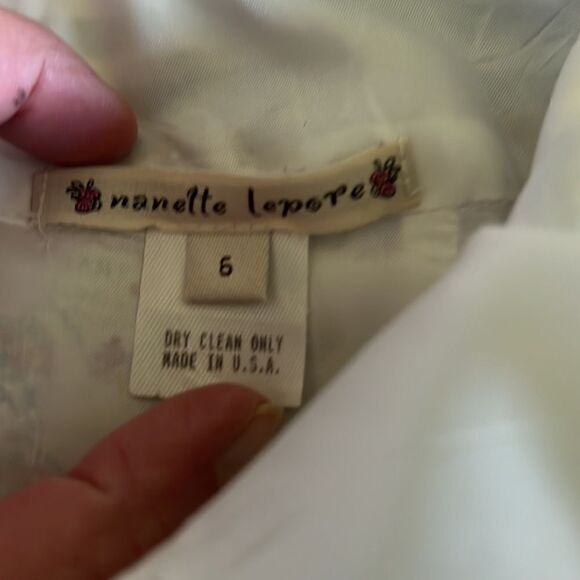 nanette lepore
6
DRY CLEAN ONLY
MADE IN U.S.A.